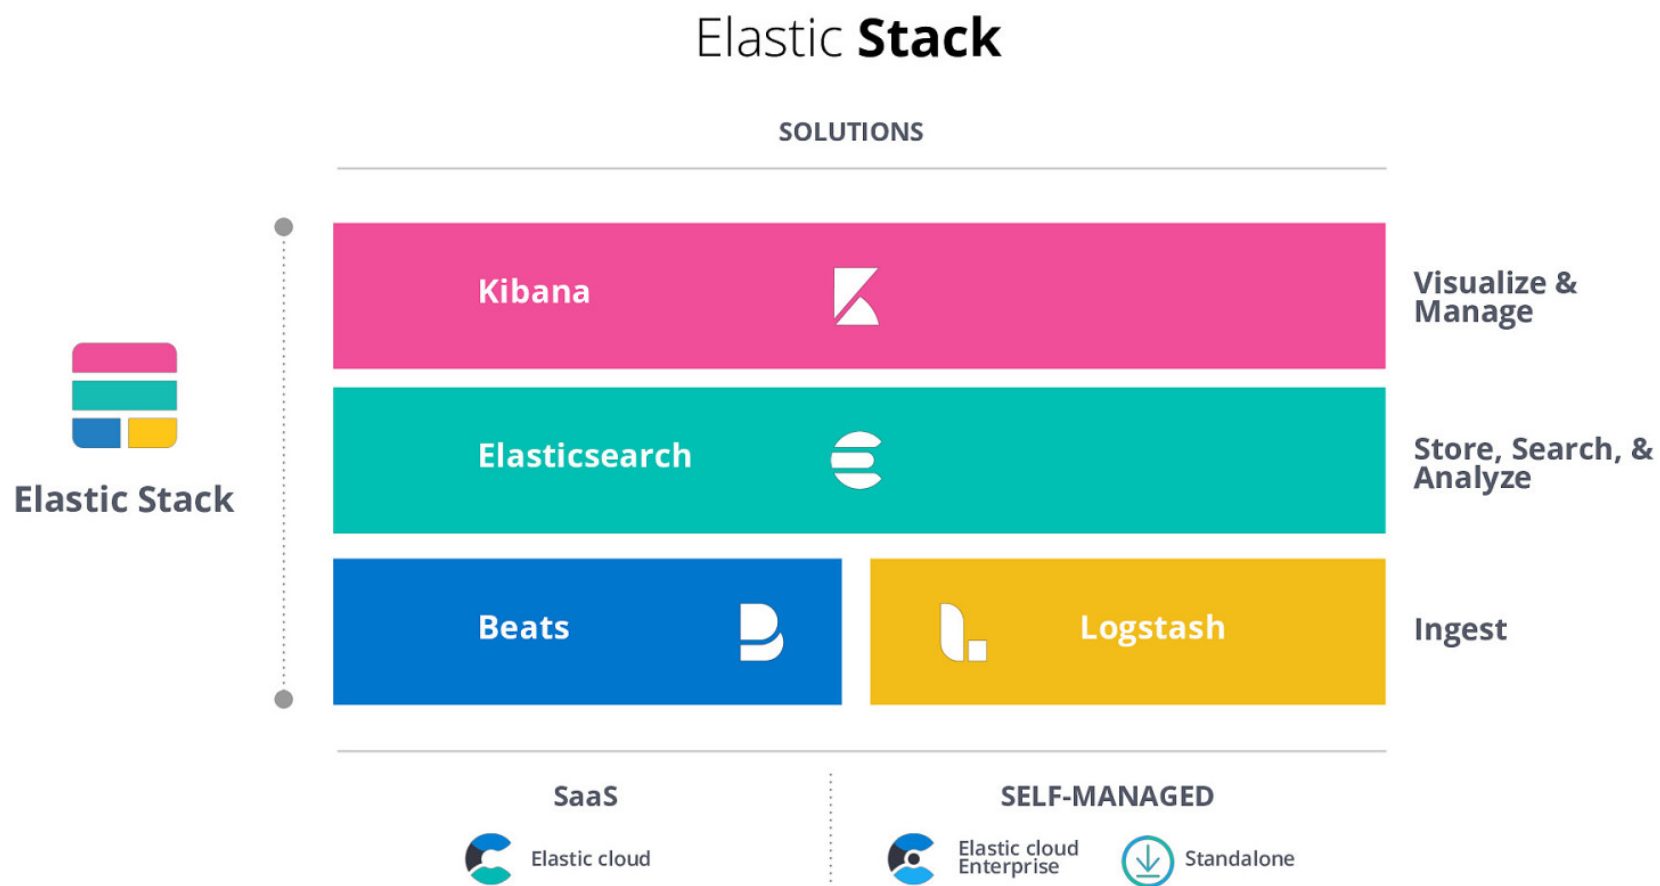 Elastic Stack
SOLUTIONS
Kibana
Visualize &
Manage
Elasticsearch
Store, Search, &
Analyze
Elastic Stack
Beats
Logstash
Ingest
SaaS
SELF-MANAGED
Elastic cloud
Elastic cloud
Enterprise
Standalone